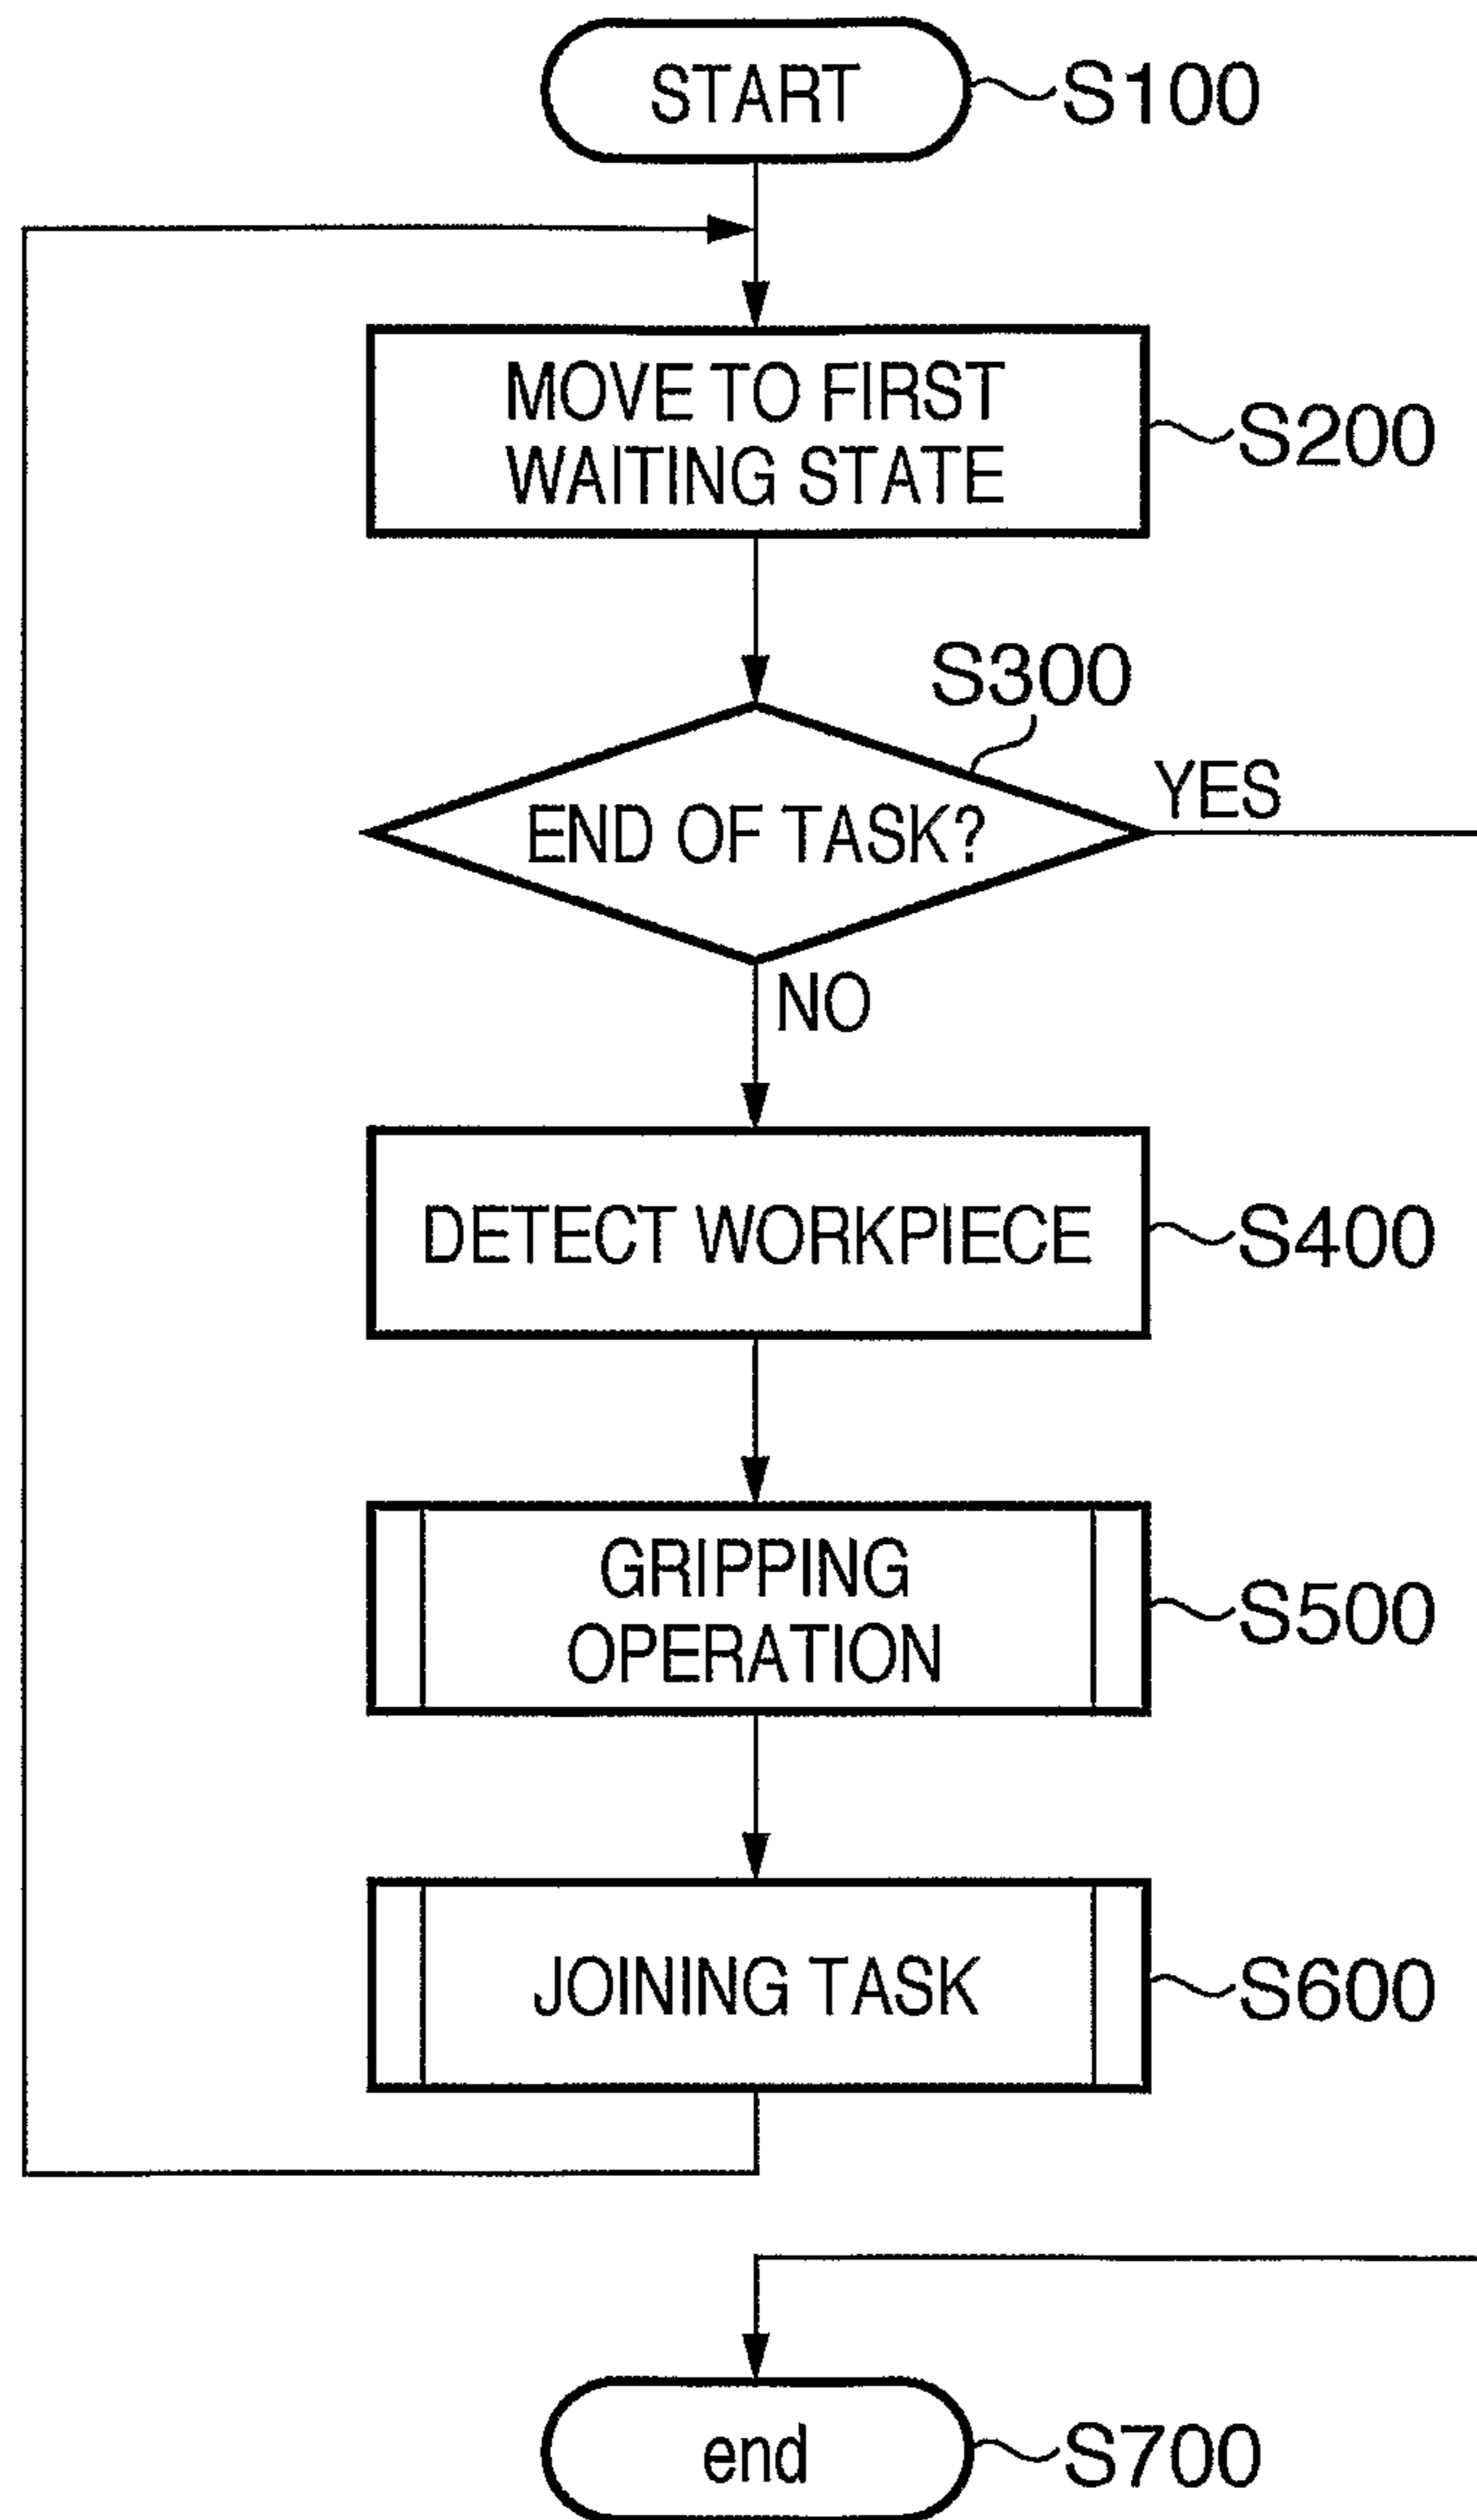 START
S100
MOVE TO FIRST
WAITING STATE
S200
S300
END OF TASK?
YES
NO
DETECT WORKPIECE
S400
GRIPPING
OPERATION
S500
JOINING TASK
S600
end
S700